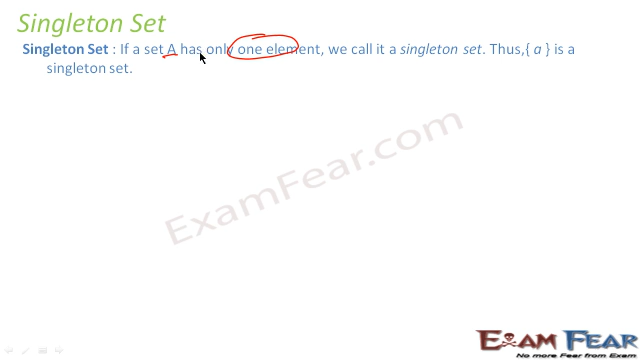 Singleton Set
Singleton Set : If a set A has only one element, we call it a singleton set. Thus,{ a } is a
singleton set.
ExamFear.com
EXAM FEAR
No more Fear from Exam